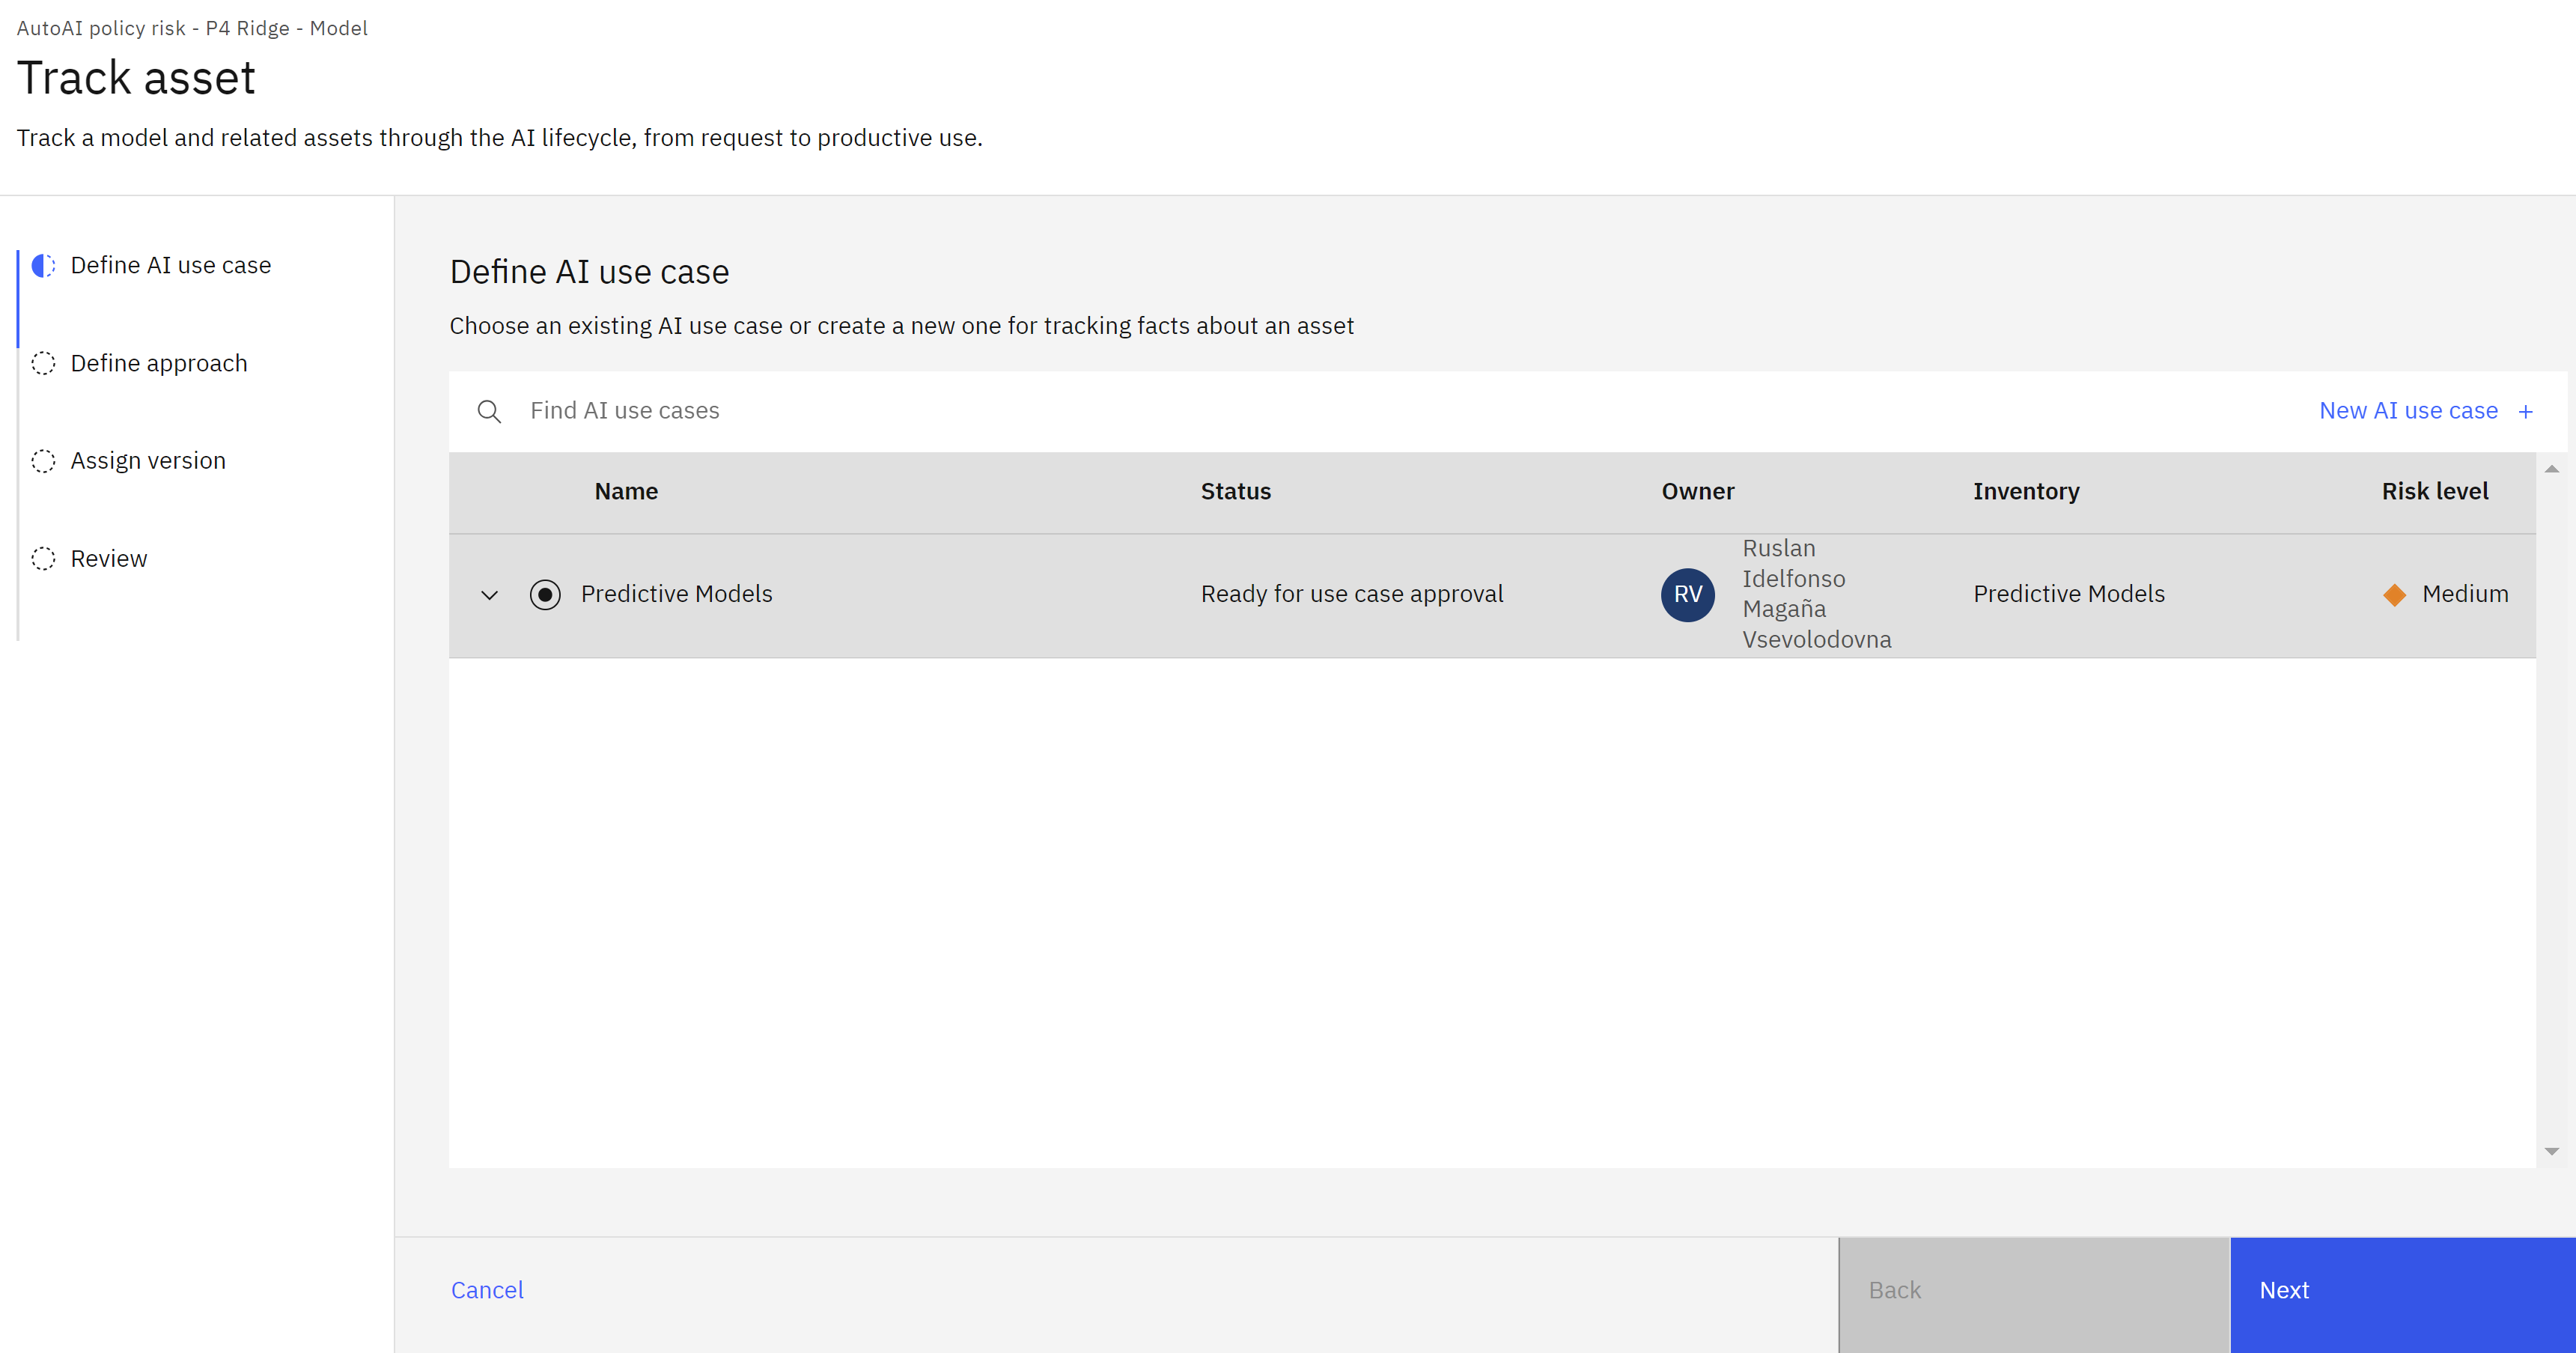 AutoAI policy risk - P4 Ridge - Model
Track asset
Track a model and related assets through the AI lifecycle, from request to productive use.
Define AI use case
Define approach
Assign version
Review
Define AI use case
Choose an existing AI use case or create a new one for tracking facts about an asset
Find AI use cases
New AI use case +
Name Status Owner Inventory Risk level
Predictive Models Ready for use case approval RV Ruslan Idelfonso Magaña Vsevolodovna Predictive Models Medium
Cancel
Back
Next